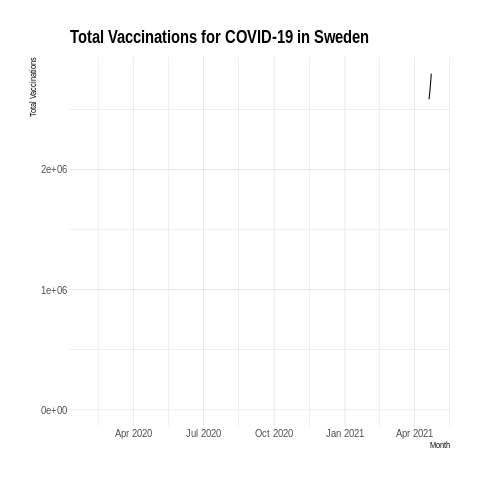 Total Vaccinations for COVID-19 in Sweden
Total Vaccinations
2e+06
1e+06
0e+00
Apr 2020 Jul 2020 Oct 2020 Jan 2021 Apr 2021
Month